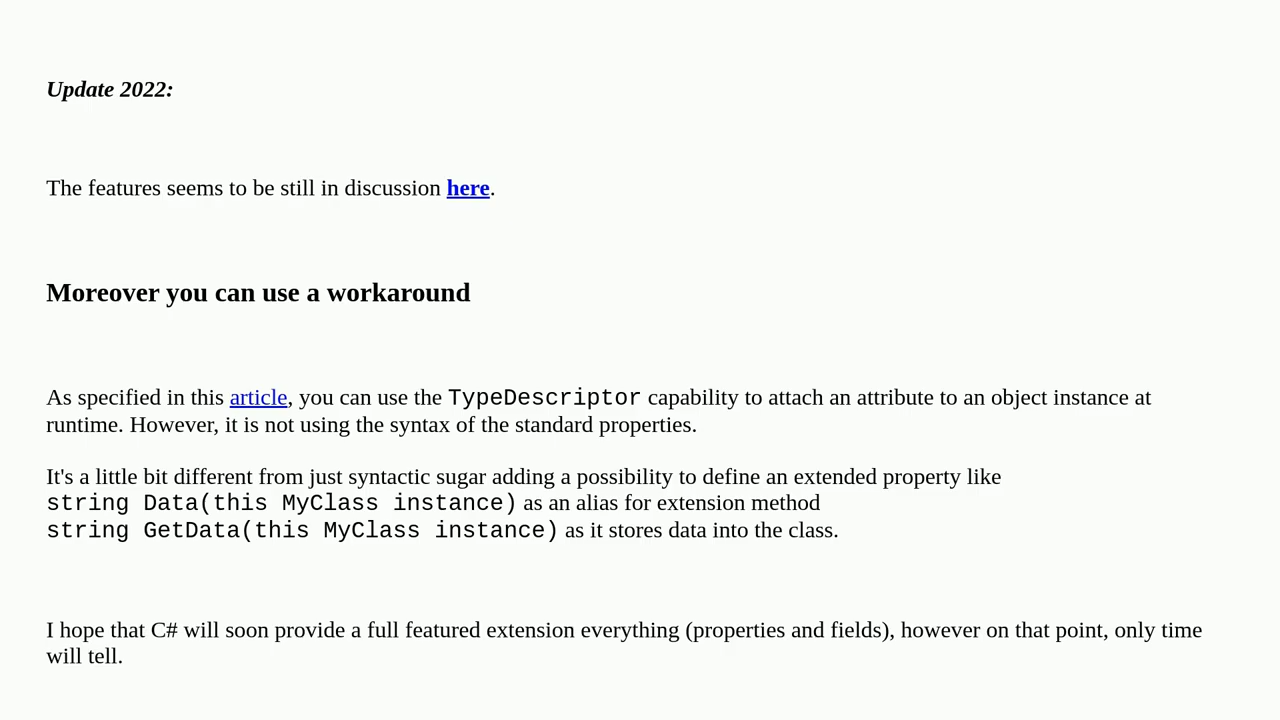 Update 2022:
The features seems to be still in discussion here.
Moreover you can use a workaround
As specified in this article, you can use the TypeDescriptor capability to attach an attribute to an object instance at
runtime. However, it is not using the syntax of the standard properties.
It's a little bit different from just syntactic sugar adding a possibility to define an extended property like
string Data(this MyClass instance) as an alias for extension method
string GetData(this MyClass instance) as it stores data into the class.
I hope that C# will soon provide a full featured extension everything (properties and fields), however on that point, only time
will tell.